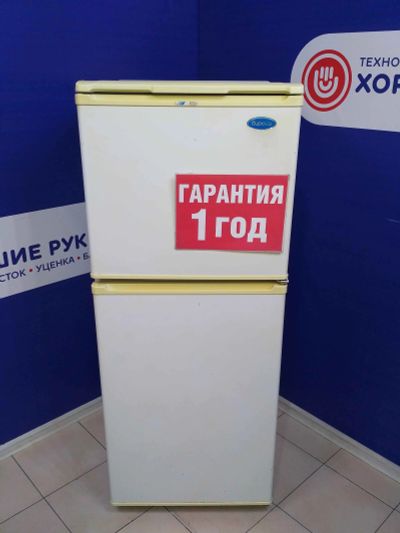 ТЕХНО
ХОР
ГАРАНТИЯ
1 ГОД
ШИЕ РУК
СТОК • УЦЕНКА • Б